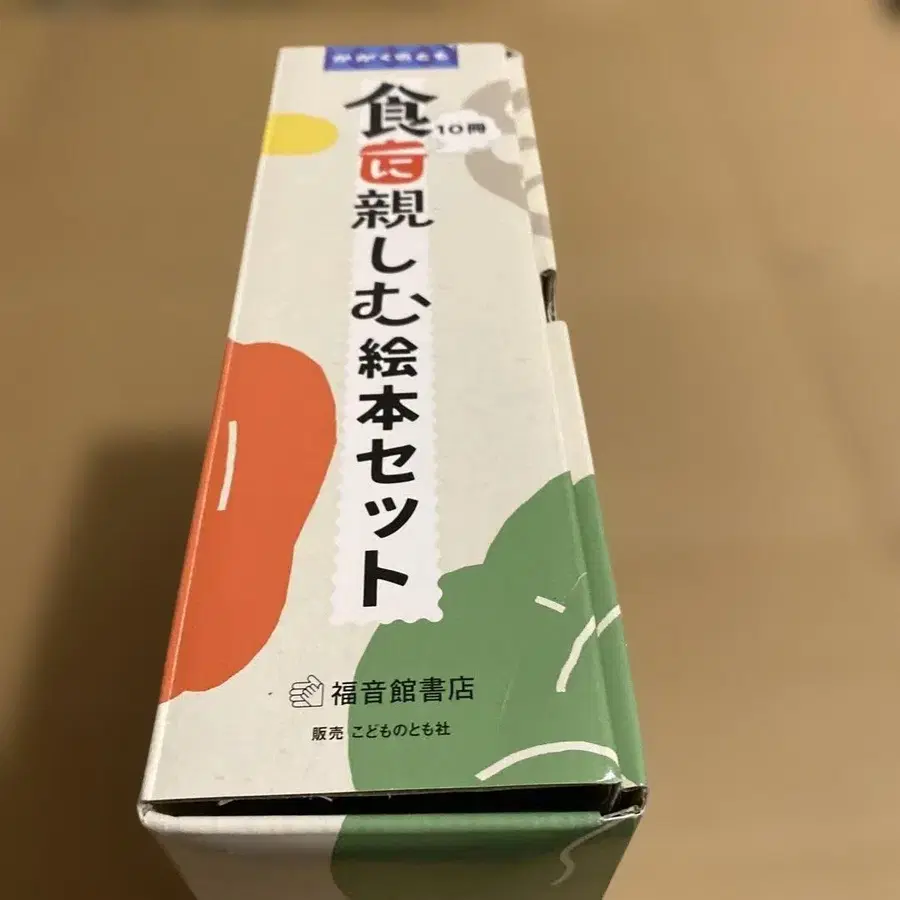 かがくのとも
食に親しむ絵本セット
10冊
福音館書店
販売・こどものとも社